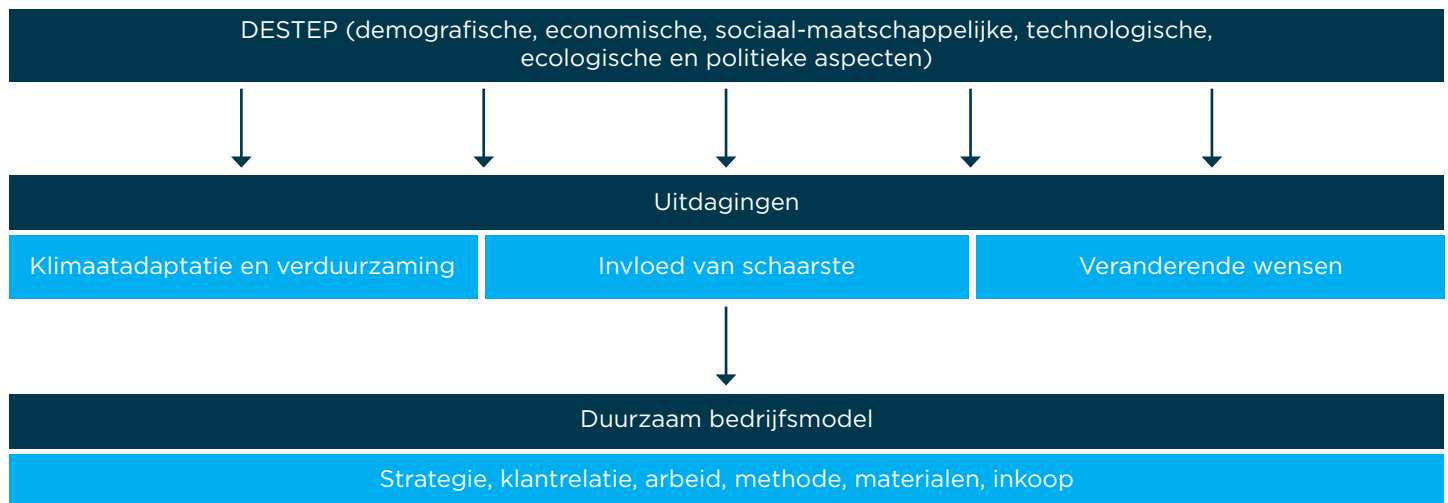 DESTEP (demografische, economische, sociaal-maatschappelijke, technologische,
ecologische en politieke aspecten)
Uitdagingen
Klimaatadaptatie en verduurzaming
Invloed van schaarste
Veranderende wensen
Duurzaam bedrijfsmodel
Strategie, klantrelatie, arbeid, methode, materialen, inkoop